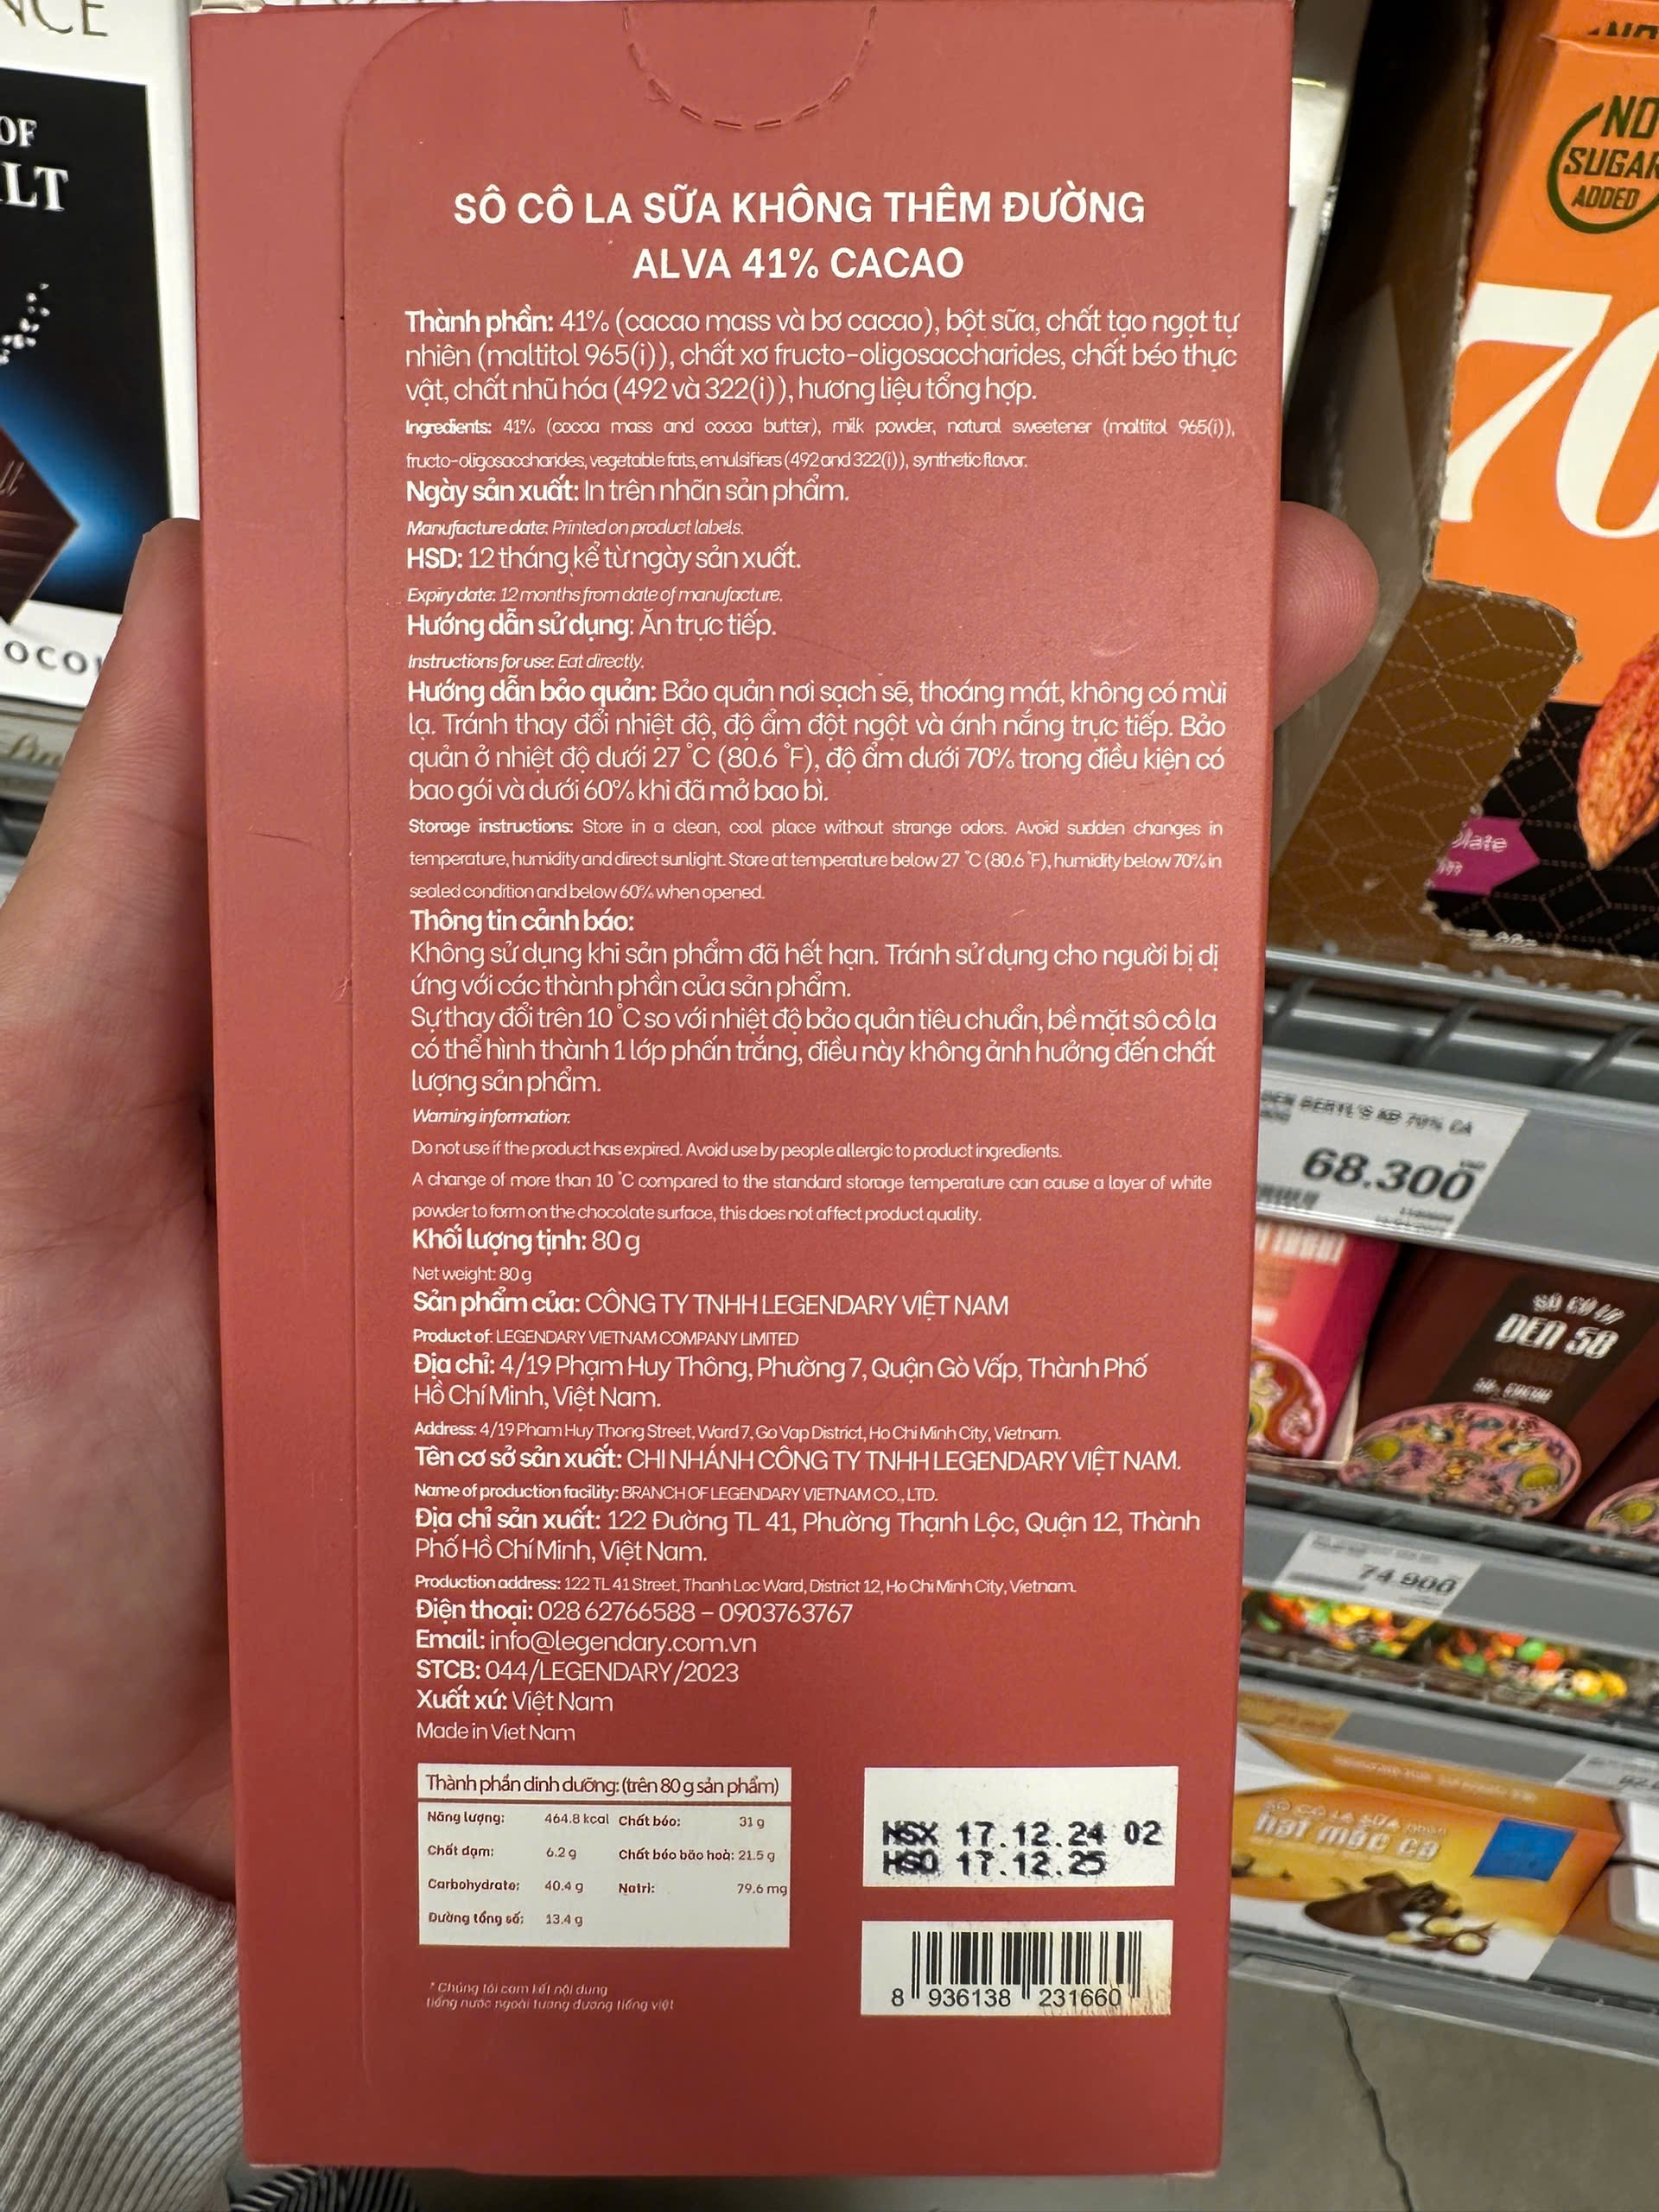 NCE
OF
LT
OCO
SÔ CÔ LA SỮA KHÔNG THÊM ĐƯỜNG
ALVA 41% CACAO
Thành phần: 41% (cacao mass và bơ cacao), bột sữa, chất tạo ngọt tự
nhiên (maltitol 965(i)), chất xơ fructo-oligosaccharides, chất béo thực
vật, chất nhũ hóa (492 và 322(i)), hương liệu tổng hợp.
Ingredients: 41% (cocoa mass and cocoa butter), milk powder, natural sweetener (maltitol 965(i)),
fructo-oligosaccharides, vegetable fats, emulsifiers (492 and 322(i)), synthetic flavor.
Ngày sản xuất: In trên nhãn sản phẩm.
Manufacture date: Printed on product labels.
HSD: 12 tháng kể từ ngày sản xuất.
Expiry date: 12 months from date of manufacture.
Hướng dẫn sử dụng: Ăn trực tiếp.
Instructions for use: Eat directly.
Hướng dẫn bảo quản: Bảo quản nơi sạch sẽ, thoáng mát, không có mùi
lạ. Tránh thay đổi nhiệt độ, độ ẩm đột ngột và ánh nắng trực tiếp. Bảo
quản ở nhiệt độ dưới 27 °C (80.6 °F), độ ẩm dưới 70% trong điều kiện có
bao gói và dưới 60% khi đã mở bao bì.
Storage instructions: Store in a clean, cool place without strange odors. Avoid sudden changes in
temperature, humidity and direct sunlight. Store at temperature below 27 °C (80.6 °F), humidity below 70% in
sealed condition and below 60% when opened.
Thông tin cảnh báo:
Không sử dụng khi sản phẩm đã hết hạn. Tránh sử dụng cho người bị dị
ứng với các thành phần của sản phẩm.
Sự thay đổi trên 10 °C so với nhiệt độ bảo quản tiêu chuẩn, bề mặt sô cô la
có thể hình thành 1 lớp phấn trắng, điều này không ảnh hưởng đến chất
lượng sản phẩm.
Warning information:
Do not use if the product has expired. Avoid use by people allergic to product ingredients.
A change of more than 10 °C compared to the standard storage temperature can cause a layer of white
powder to form on the chocolate surface, this does not affect product quality.
Khối lượng tịnh: 80 g
Net weight: 80 g
Sản phẩm của: CÔNG TY TNHH LEGENDARY VIỆT NAM
Product of: LEGENDARY VIETNAM COMPANY LIMITED
Địa chỉ: 4/19 Phạm Huy Thông, Phường 7, Quận Gò Vấp, Thành Phố
Hồ Chí Minh, Việt Nam.
Address: 4/19 Pham Huy Thong Street, Ward 7, Go Vap District, Ho Chi Minh City, Vietnam.
Tên cơ sở sản xuất: CHI NHÁNH CÔNG TY TNHH LEGENDARY VIỆT NAM.
Name of production facility: BRANCH OF LEGENDARY VIETNAM CO., LTD.
Địa chỉ sản xuất: 122 Đường TL 41, Phường Thạnh Lộc, Quận 12, Thành
Phố Hồ Chí Minh, Việt Nam.
Production address: 122 TL 41 Street, Thanh Loc Ward, District 12, Ho Chi Minh City, Vietnam.
Điện thoại: 028 62766588 – 0903763767
Email: info@legendary.com.vn
STCB: 044/LEGENDARY/2023
Xuất xứ: Việt Nam
Made in Viet Nam
Thành phần dinh dưỡng: (trên 80 g sản phẩm)
Năng lượng: 464.8 kcal Chất béo: 31 g
Chất đạm: 6.2 g Chất béo bão hoà: 21.5 g
Carbohydrate: 40.4 g Natri: 79.6 mg
Đường tổng số: 13.4 g
* Chúng tôi cam kết nội dung
tiếng nước ngoài tương đương tiếng việt
NSX 17.12.24 02
HSD 17.12.25
8 936138 231660
NO
SUGAR
ADDED
70
BERYL'S 70% CA
68.300
SÔ CÔ LA
ĐEN 58
74.900
SÔ CÔ LA SỮA
hạt mắc ca